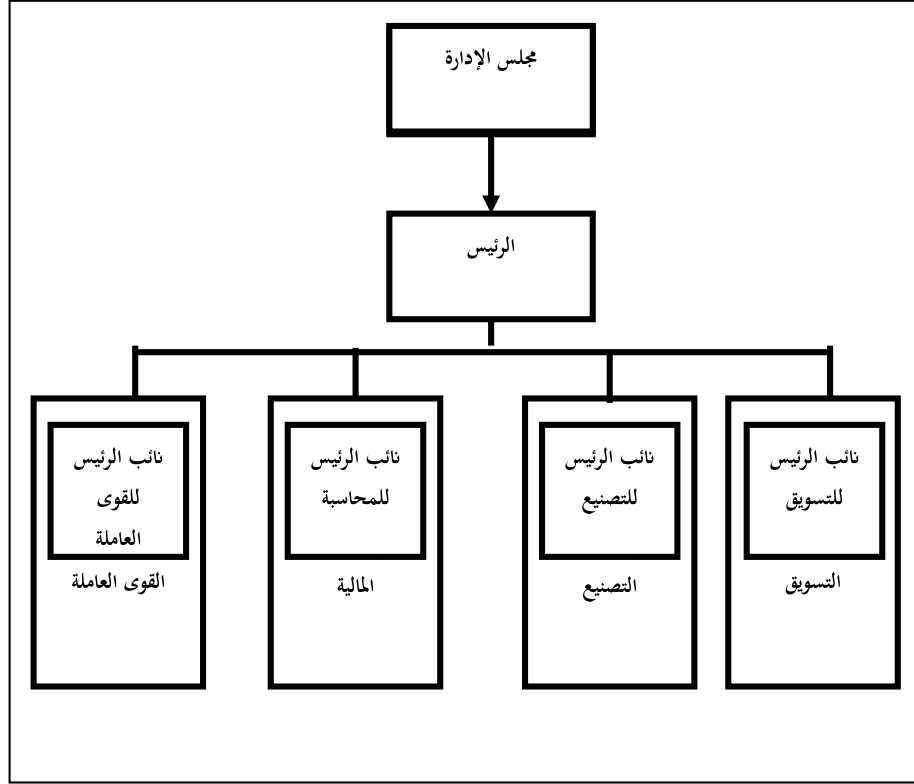 مجلس الإدارة
الرئيس
نائب الرئيس
للتسويق
التسويق
نائب الرئيس
للتصنيع
التصنيع
نائب الرئيس
للمحاسبة
المالية
نائب الرئيس
للقوى
العاملة
القوى العاملة